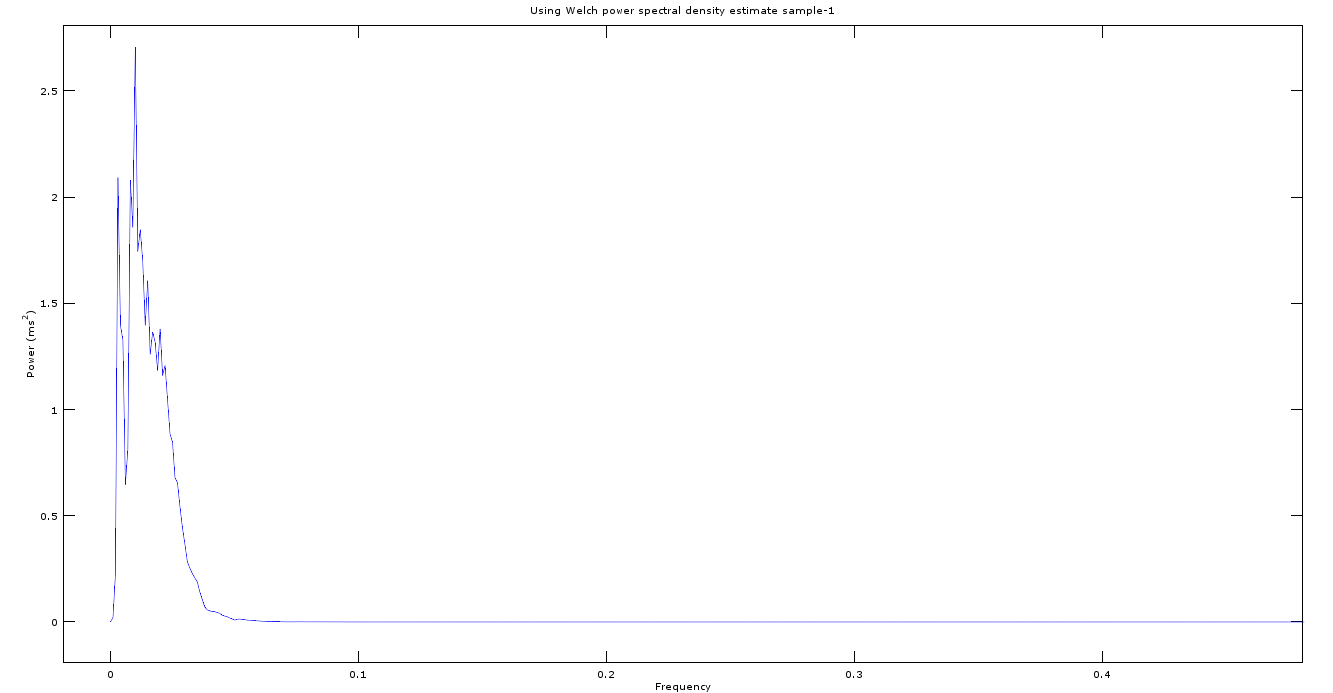 Using Welch power spectral density estimate sample-1
2.5
2
1.5
1
0.5
0
Power (ms²)
0 0.1 0.2 0.3 0.4
Frequency